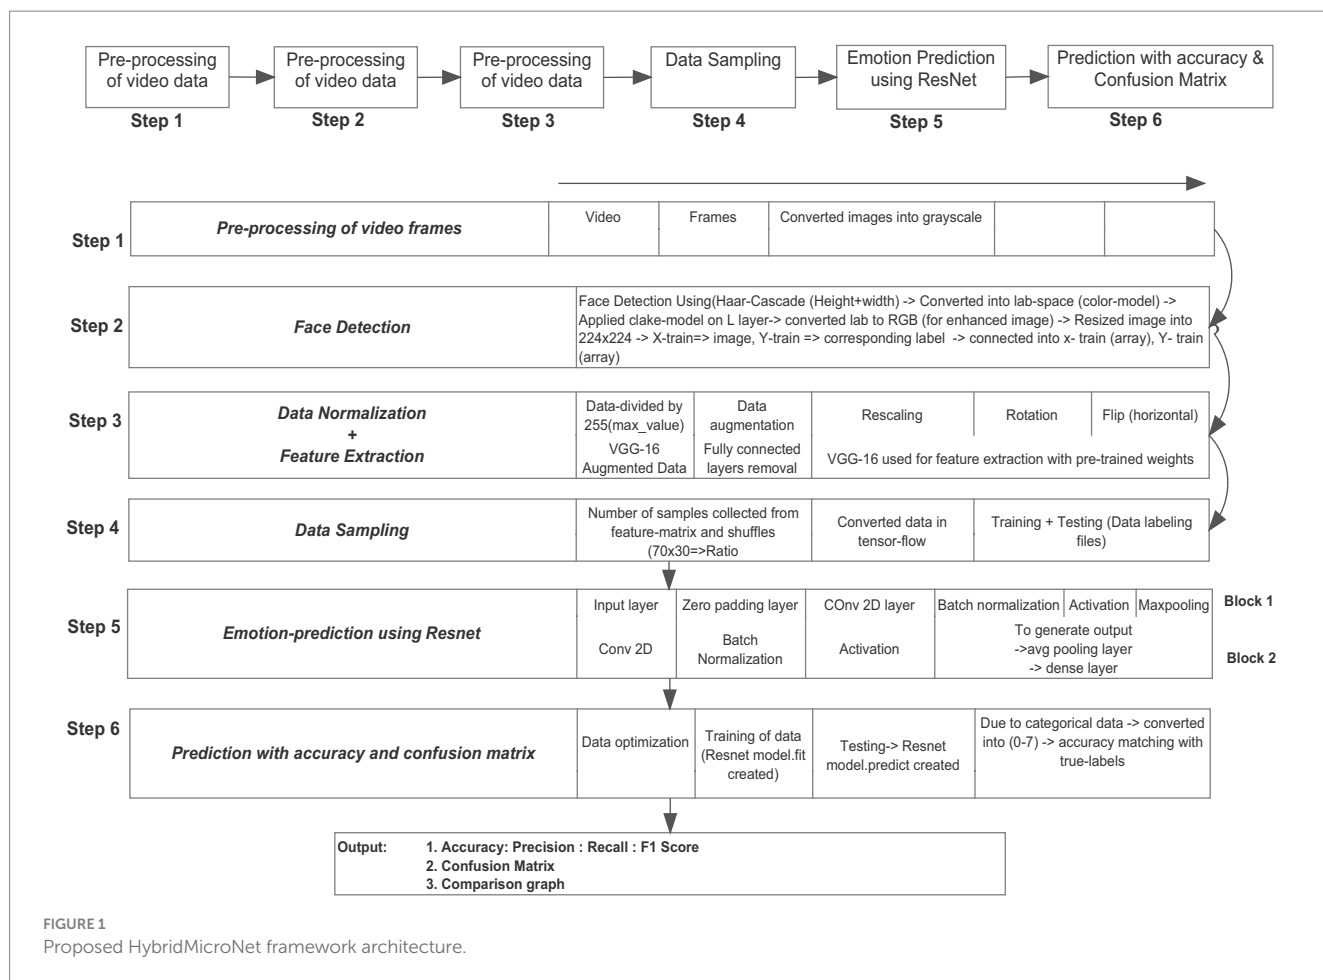 Pre-processing
of video data
Pre-processing
of video data
Pre-processing
of video data
Data Sampling
Emotion Prediction
using ResNet
Prediction with accuracy &
Confusion Matrix
Step 1
Step 2
Step 3
Step 4
Step 5
Step 6
Step 1
Pre-processing of video frames
Video
Frames
Converted images into grayscale
Step 2
Face Detection
Face Detection Using(Haar-Cascade (Height+width) -> Converted into lab-space (color-model) ->
Applied clake-model on L layer-> converted lab to RGB (for enhanced image) -> Resized image into
224x224 -> X-train=> image, Y-train => corresponding label -> connected into x- train (array), Y- train
(array)
Step 3
Data Normalization
+
Feature Extraction
Data-divided by
255(max_value)
Data
augmentation
Rescaling
Rotation
Flip (horizontal)
VGG-16
Augmented Data
Fully connected
layers removal
VGG-16 used for feature extraction with pre-trained weights
Step 4
Data Sampling
Number of samples collected from
feature-matrix and shuffles
(70x30=>Ratio
Converted data in
tensor-flow
Training + Testing (Data labeling
files)
Step 5
Emotion-prediction using Resnet
Input layer
Zero padding layer
COnv 2D layer
Batch normalization
Activation
Maxpooling
Block 1
Conv 2D
Batch
Normalization
Activation
To generate output
->avg pooling layer
-> dense layer
Block 2
Step 6
Prediction with accuracy and confusion matrix
Data optimization
Training of data
(Resnet model.fit
created)
Testing-> Resnet
model.predict created
Due to categorical data -> converted
into (0-7) -> accuracy matching with
true-labels
Output:
1. Accuracy: Precision : Recall : F1 Score
2. Confusion Matrix
3. Comparison graph
FIGURE 1
Proposed HybridMicroNet framework architecture.